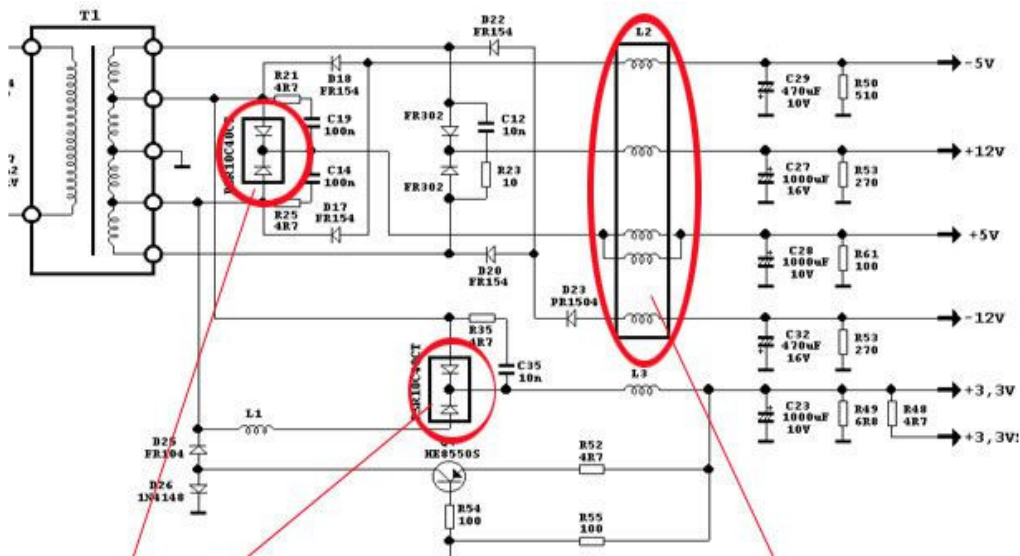 T1
D22
FR154
L2
D18
FR154
R21
4R7
C19
100n
C14
100n
R25
4R7
D17
FR154
FR302
FR302
C12
10n
R23
10
D20
FR154
D23
PR1504
C29
470uF
10V
R50
510
-5V
C27
1000uF
16V
R53
270
+12V
C28
1000uF
10V
R61
100
+5V
C32
470uF
16V
R53
270
-12V
R35
4R7
C35
10n
L3
C23
1000uF
10V
R49
6R8
R48
4R7
+3,3V
L1
D25
FR104
D26
1N4148
HE8550S
R52
4R7
R54
100
R55
100